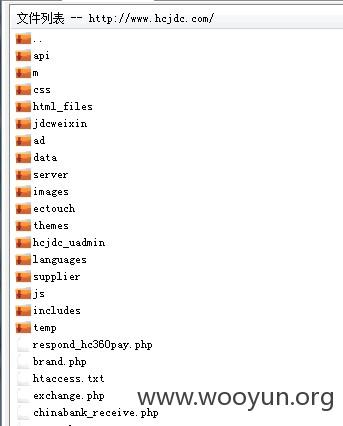 文件列表 -- http://www.hcjdc.com/
..
api
m
css
html_files
jdcweixin
ad
data
server
images
ectouch
themes
hcjdc_uadmin
languages
supplier
js
includes
temp
respond_hc360pay.php
brand.php
htaccess.txt
exchange.php
chinabank_receive.php
www.wooyun.org